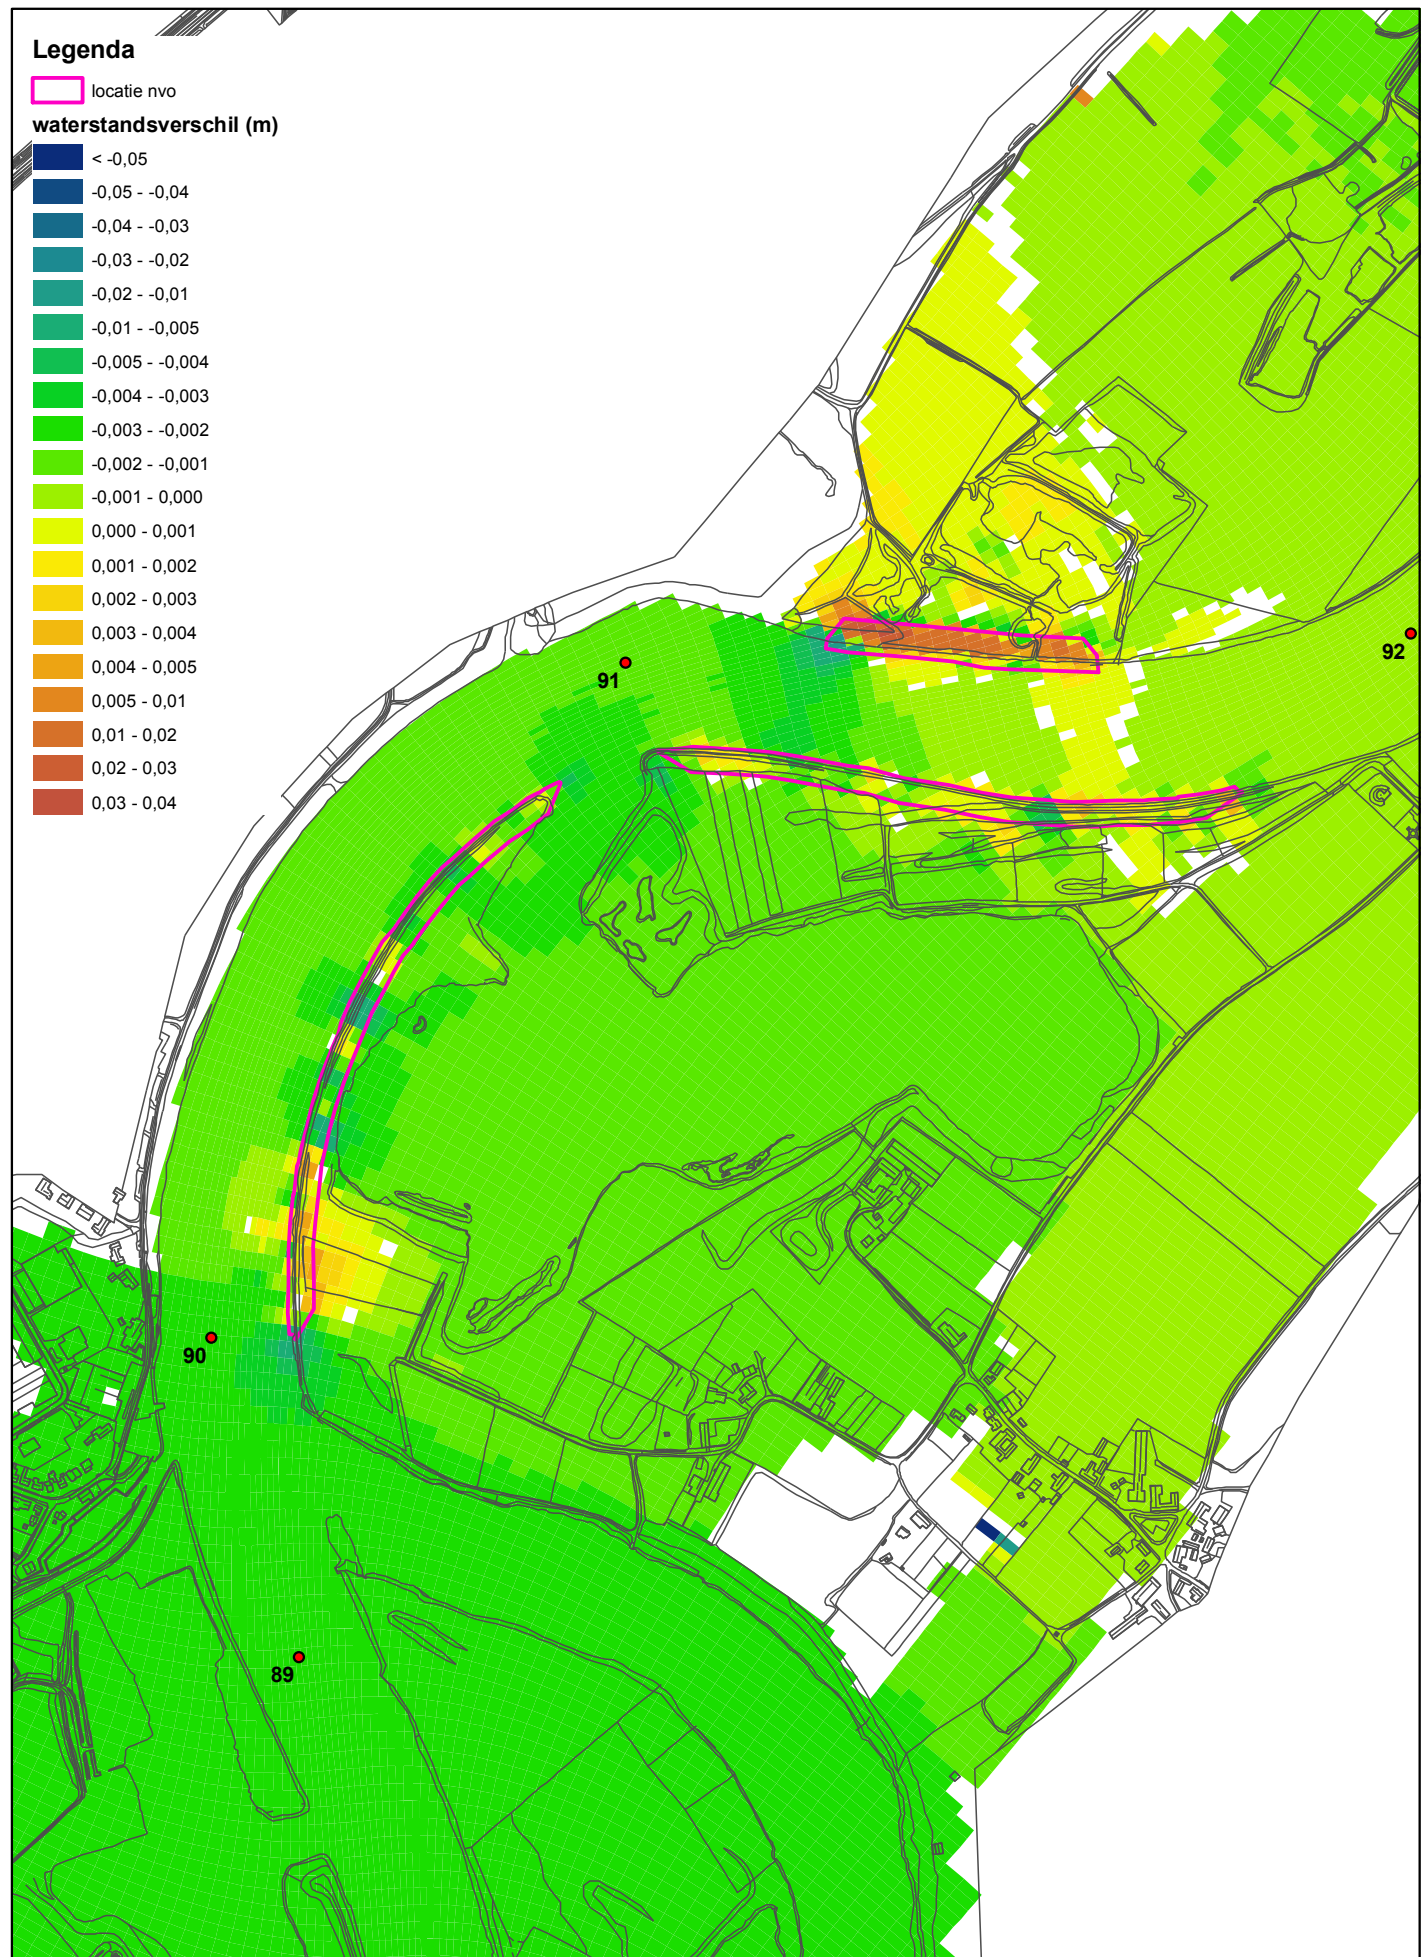 Legenda
locatie nvo
waterstandsverschil (m)
< -0,05
-0,05 - -0,04
-0,04 - -0,03
-0,03 - -0,02
-0,02 - -0,01
-0,01 - -0,005
-0,005 - -0,004
-0,004 - -0,003
-0,003 - -0,002
-0,002 - -0,001
-0,001 - 0,000
0,000 - 0,001
0,001 - 0,002
0,002 - 0,003
0,003 - 0,004
0,004 - 0,005
0,005 - 0,01
0,01 - 0,02
0,02 - 0,03
0,03 - 0,04
92
91
90
89